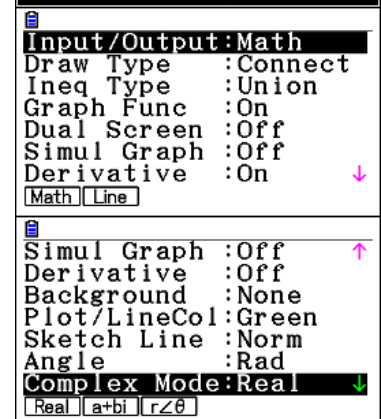 Input/Output:Math
Draw Type :Connect
Ineq Type :Union
Graph Func :On
Dual Screen :Off
Simul Graph :Off
Derivative :On ↓
Math Line
Simul Graph :Off ↑
Derivative :Off
Background :None
Plot/LineCol:Green
Sketch Line :Norm
Angle :Rad
Complex Mode:Real ↓
Real a+bi r∠θ